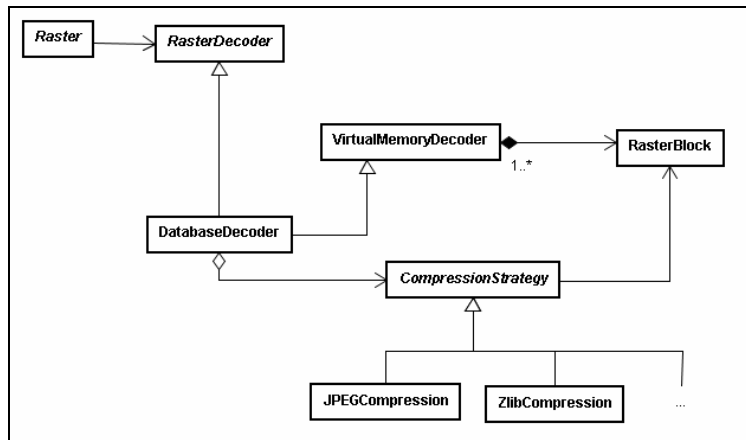 Raster
RasterDecoder
VirtualMemoryDecoder
RasterBlock
1..*
DatabaseDecoder
CompressionStrategy
JPEGCompression
ZlibCompression
...